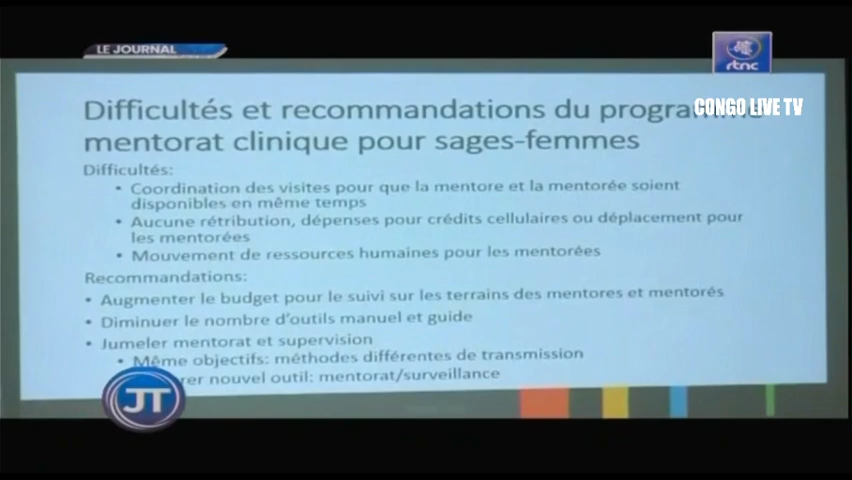 LE JOURNAL
rtnc
CONGO LIVE TV
Difficultés et recommandations du programme
mentorat clinique pour sages-femmes
Difficultés:
• Coordination des visites pour que la mentore et la mentorée soient
disponibles en même temps
• Aucune rétribution, dépenses pour crédits cellulaires ou déplacement pour
les mentorées
• Mouvement de ressources humaines pour les mentorées
Recommandations:
• Augmenter le budget pour le suivi sur les terrains des mentores et mentorés
• Diminuer le nombre d'outils manuel et guide
• Jumeler mentorat et supervision
• Même objectifs: méthodes différentes de transmission
nouvel outil: mentorat/surveillance
JT